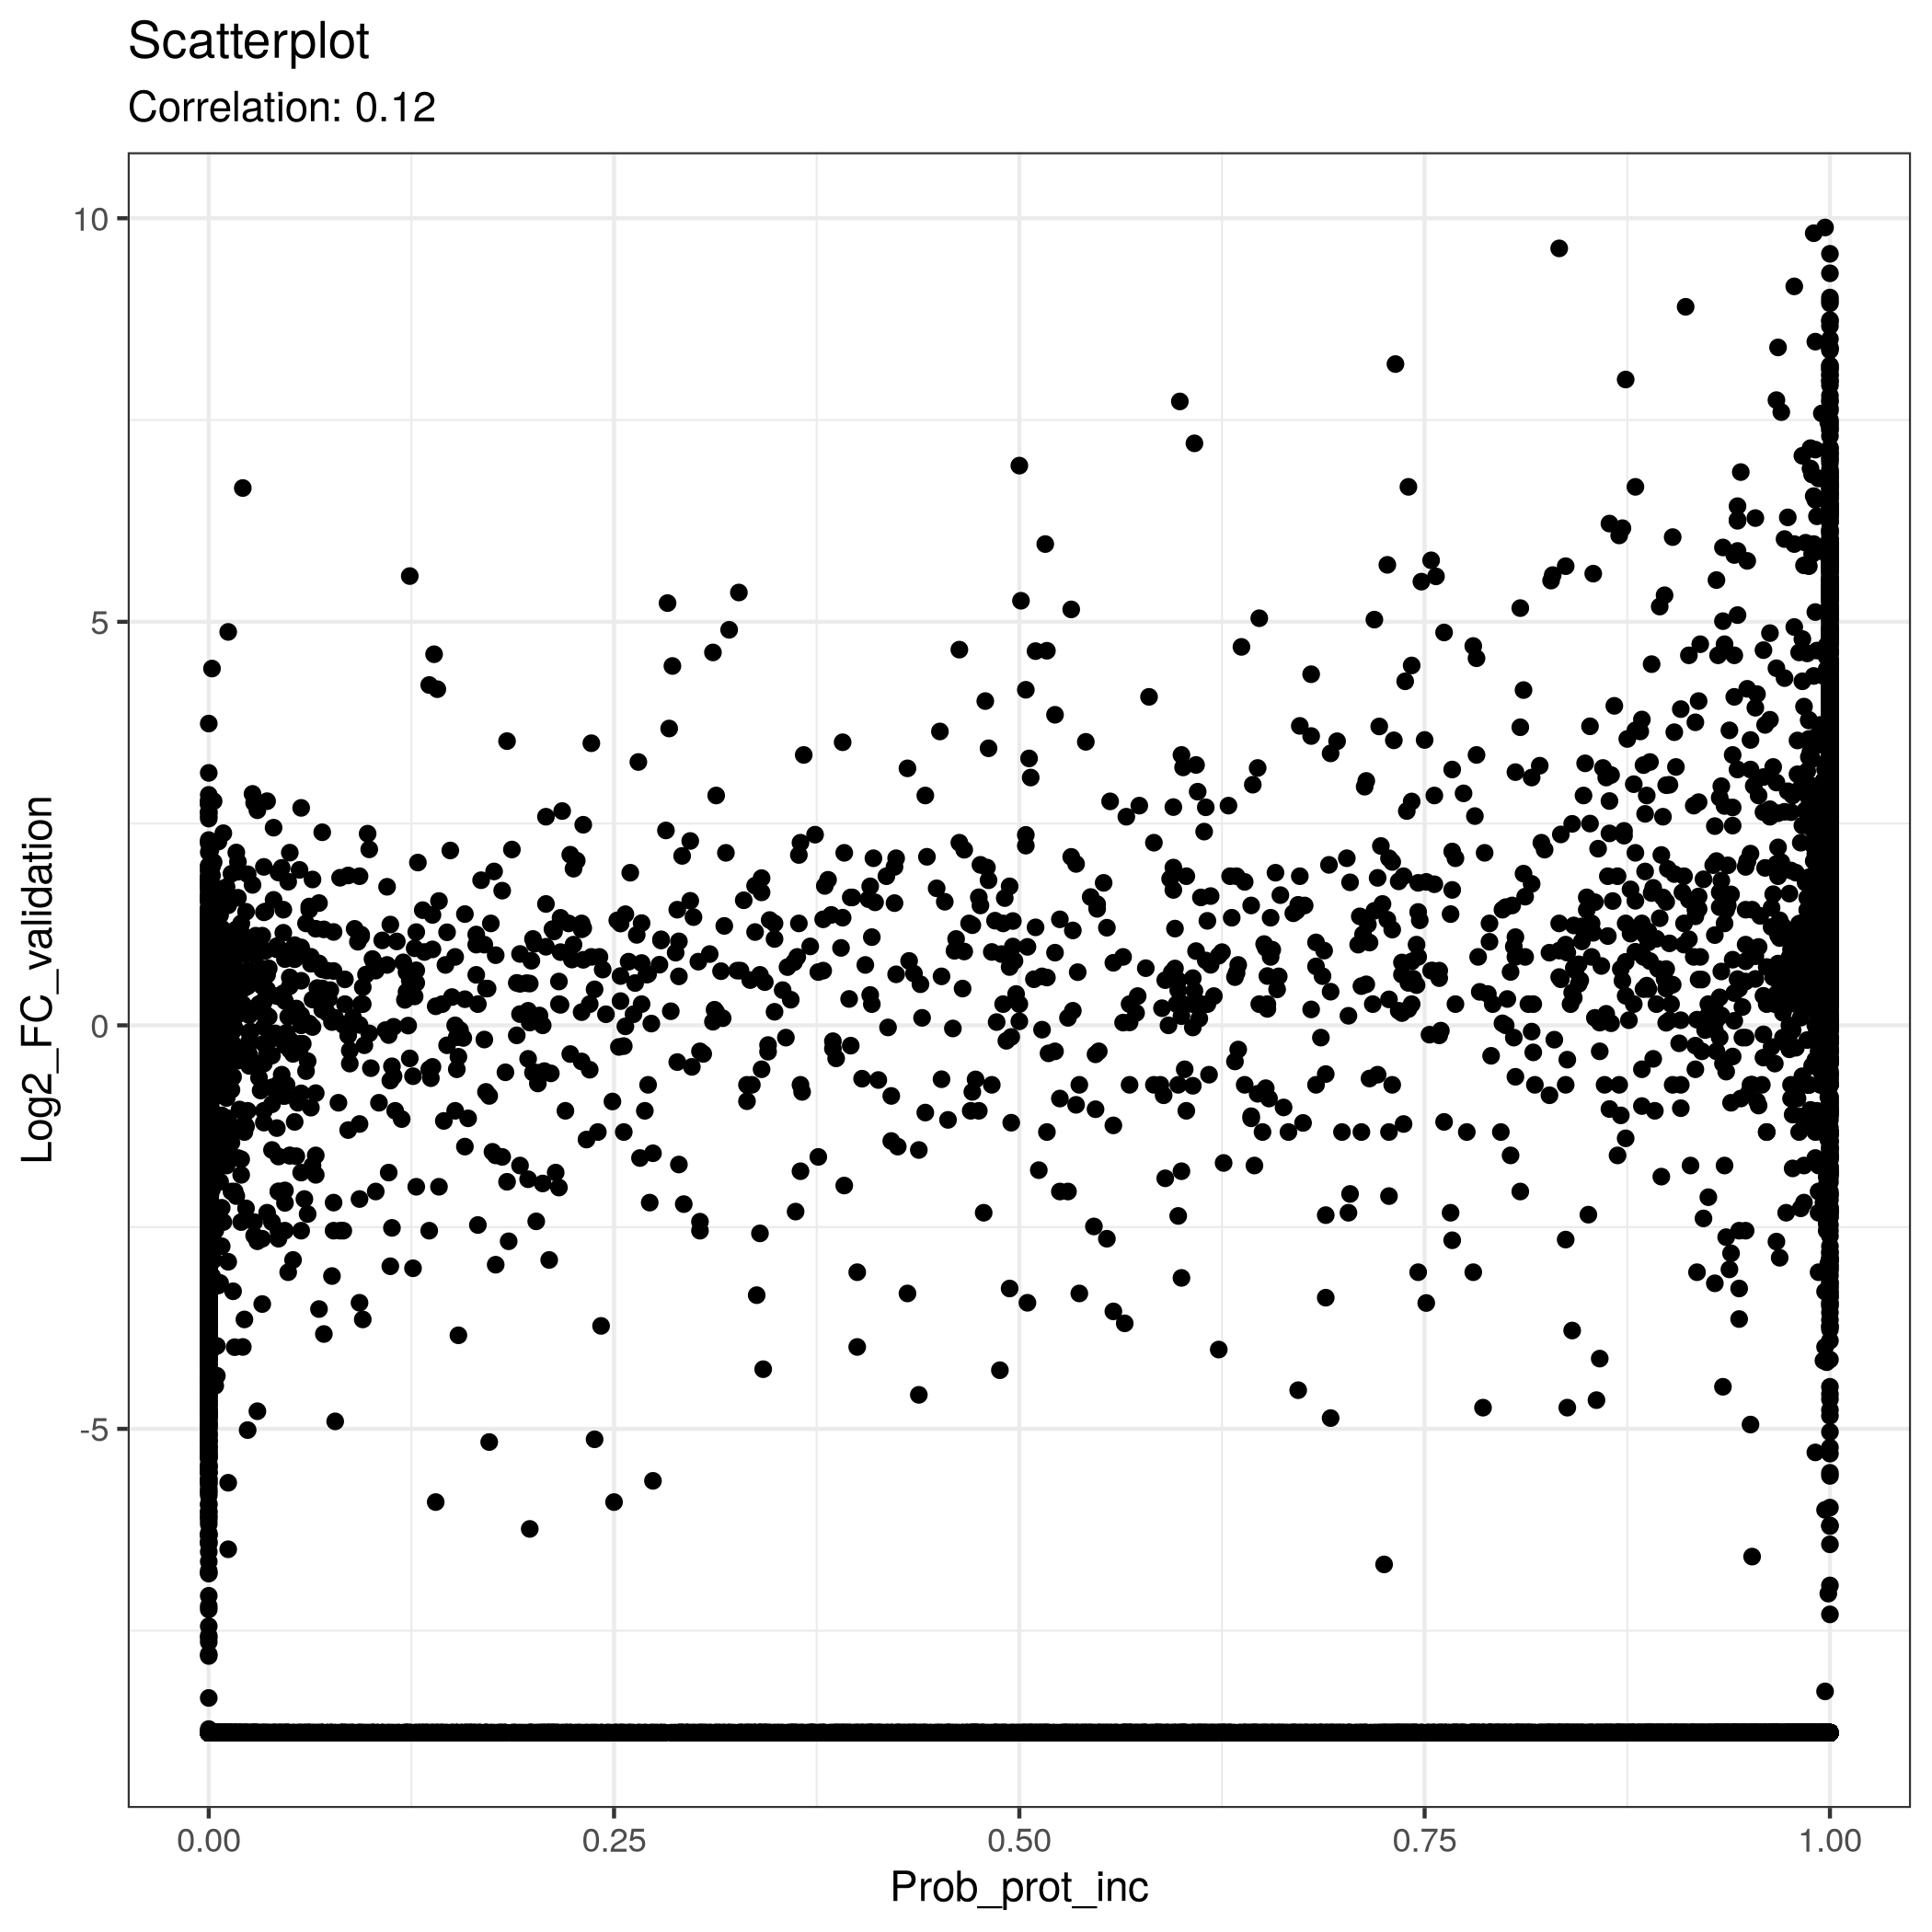 Scatterplot
Correlation: 0.12
Log2_FC_validation
10
5
0
-5
0.00 0.25 0.50 0.75 1.00
Prob_prot_inc